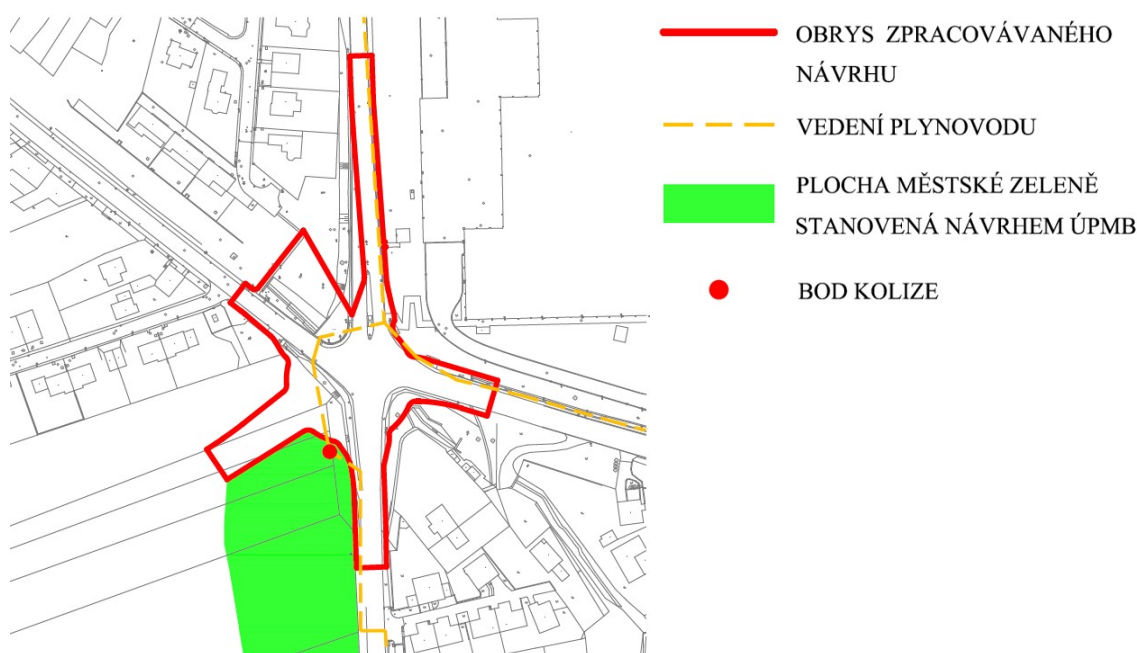 OBRYS ZPRACOVÁVANÉHO
NÁVRHU
VEDENÍ PLYNOVODU
PLOCHA MĚSTSKÉ ZELENĚ
STANOVENÁ NÁVRHEM ÚPMB
BOD KOLIZE